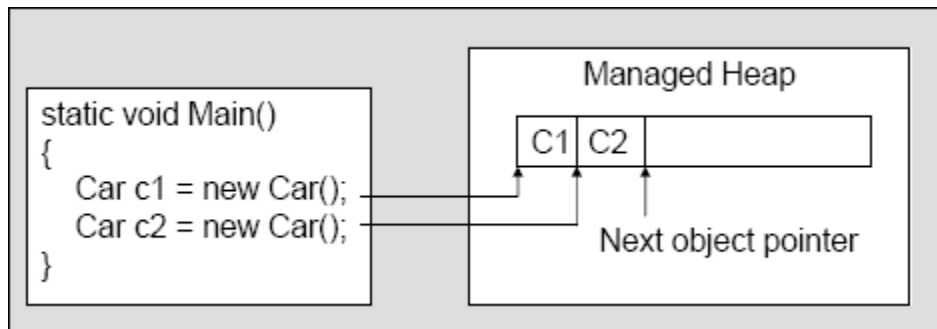 static void Main()
{
Car c1 = new Car();
Car c2 = new Car();
}
Managed Heap
C1 C2
Next object pointer